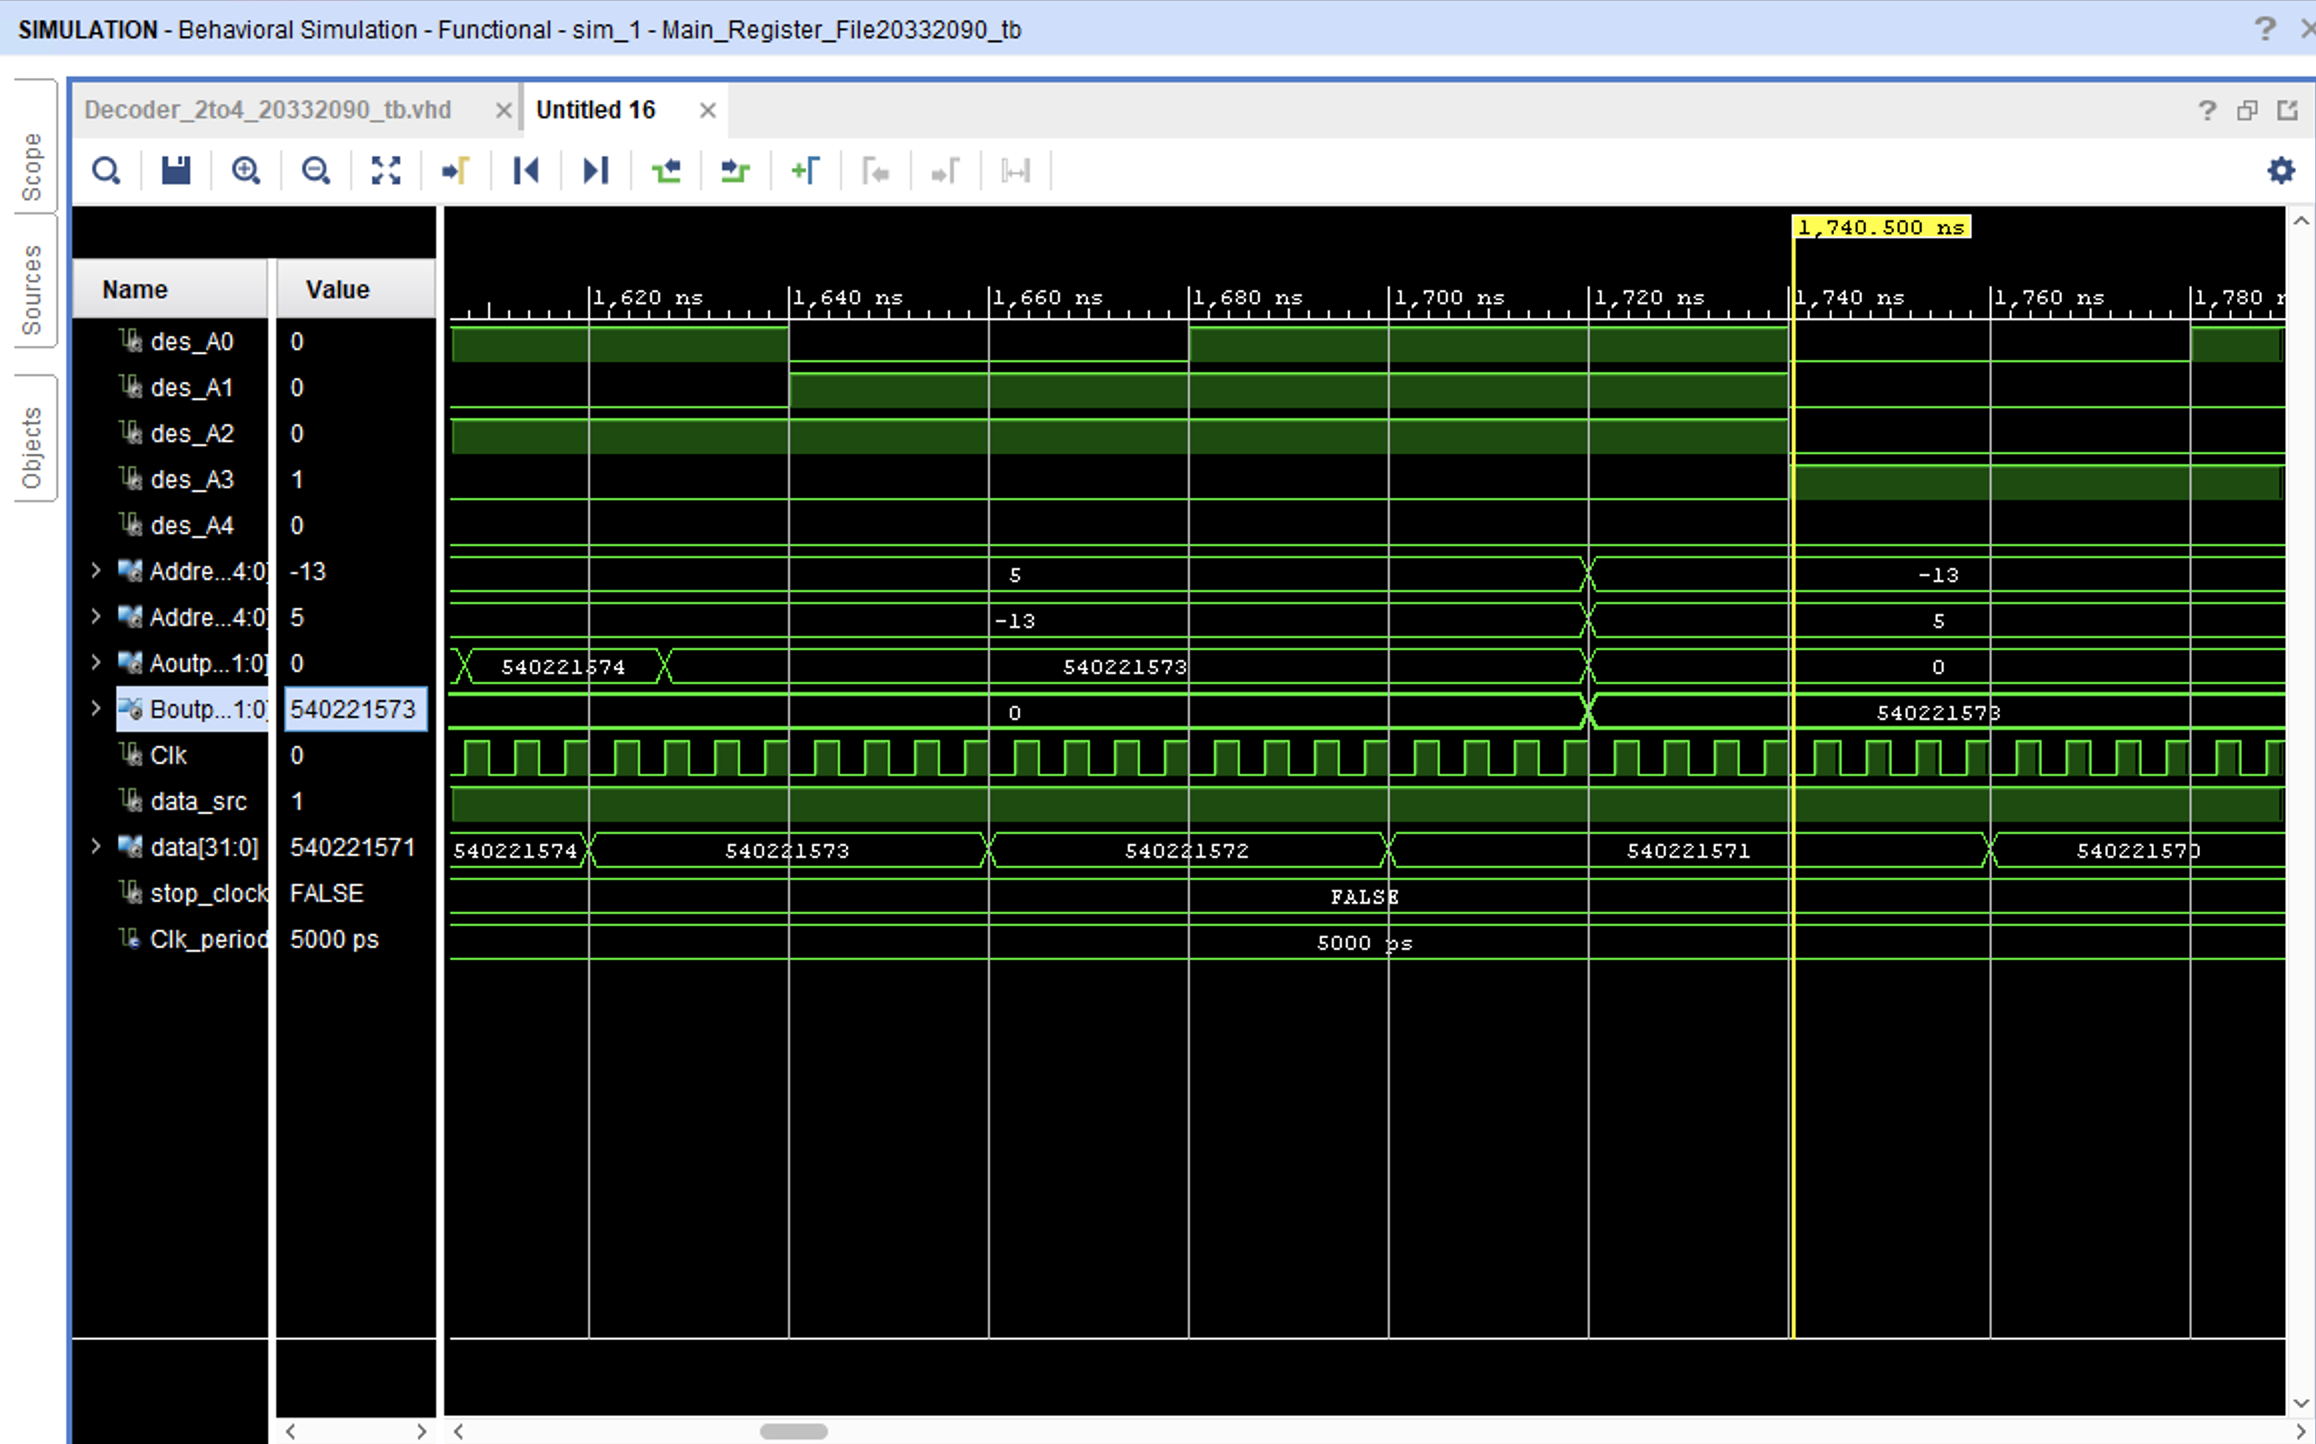 SIMULATION - Behavioral Simulation - Functional - sim_1 - Main_Register_File20332090_tb
Scope
Sources
Objects
Decoder_2to4_20332090_tb.vhd
Untitled 16
1,740.500 ns
Name Value
1,620 ns 1,640 ns 1,660 ns 1,680 ns 1,700 ns 1,720 ns 1,740 ns 1,760 ns 1,780 n
des_A0 0
des_A1 0
des_A2 0
des_A3 1
des_A4 0
Addre...4:0] -13 5 -13
Addre...4:0] 5 -13 5
Aoutp...1:0] 0 540221574 540221573 0
Boutp...1:0] 540221573 0 540221573
Clk 0
data_src 1
data[31:0] 540221571 540221574 540221573 540221572 540221571 540221570
stop_clock FALSE FALSE
Clk_period 5000 ps 5000 ps